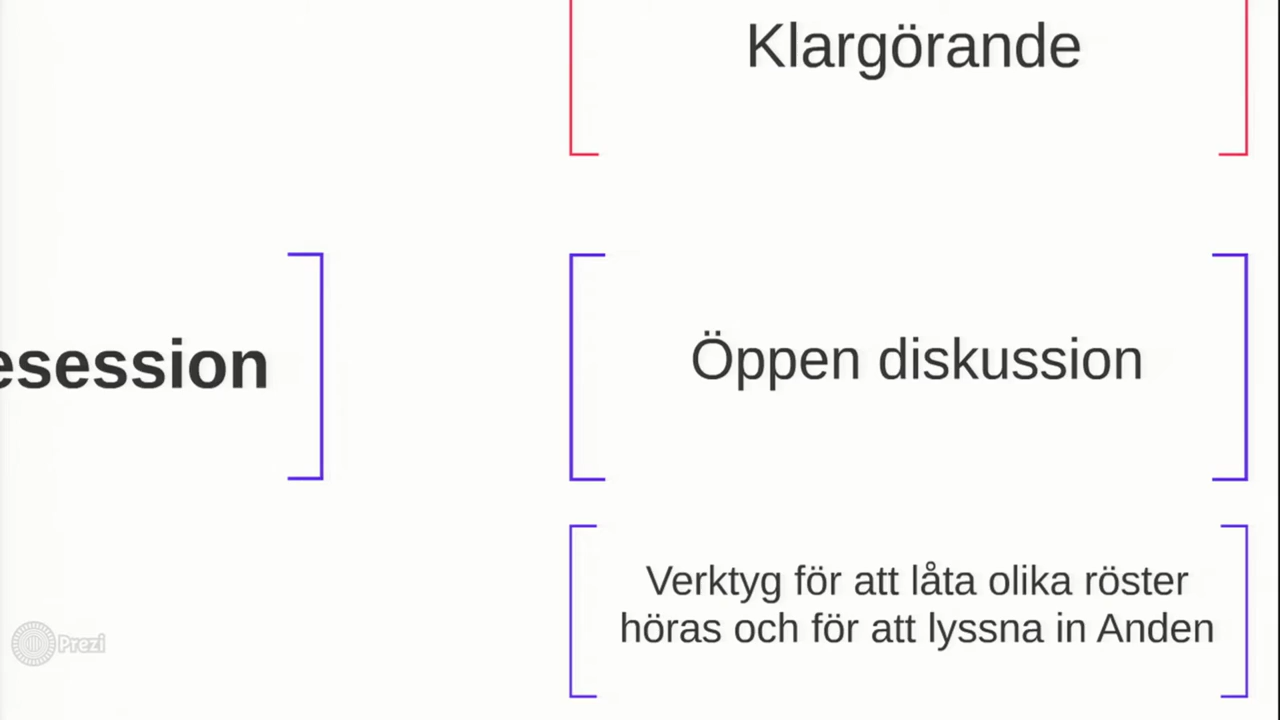 Klargörande
esession
Öppen diskussion
Verktyg för att låta olika röster
höras och för att lyssna in Anden
Prezi